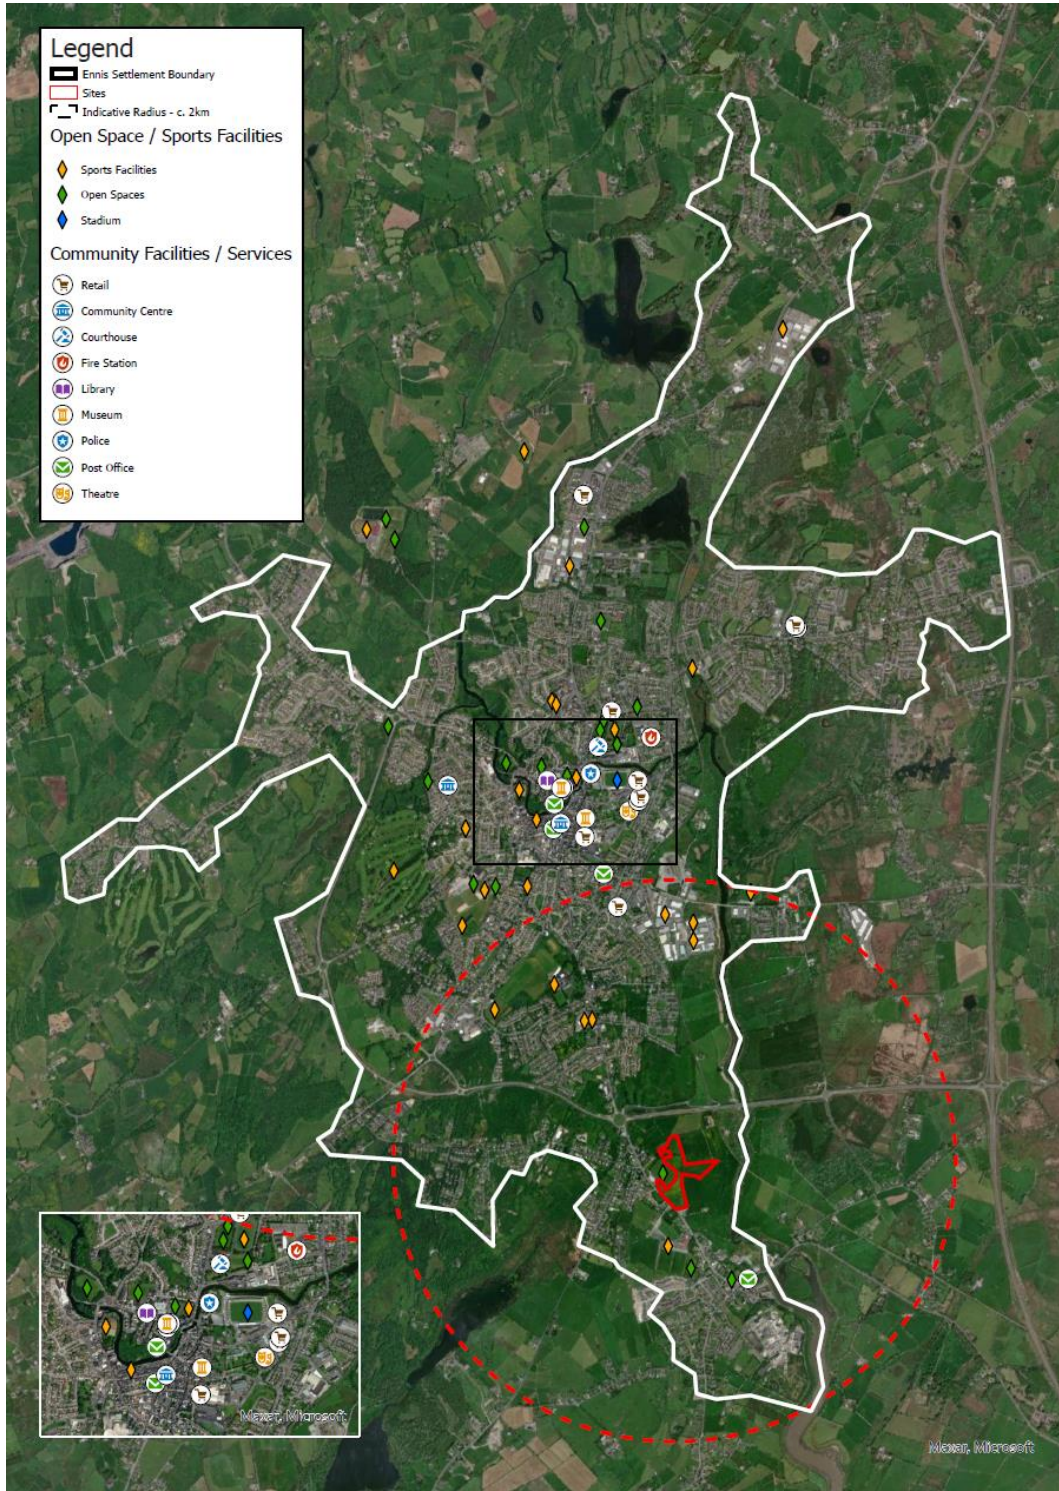 Legend
Ennis Settlement Boundary
Sites
Indicative Radius - c. 2km
Open Space / Sports Facilities
Sports Facilities
Open Spaces
Stadium
Community Facilities / Services
Retail
Community Centre
Courthouse
Fire Station
Library
Museum
Police
Post Office
Theatre
Maxar, Microsoft
Maxar, Microsoft